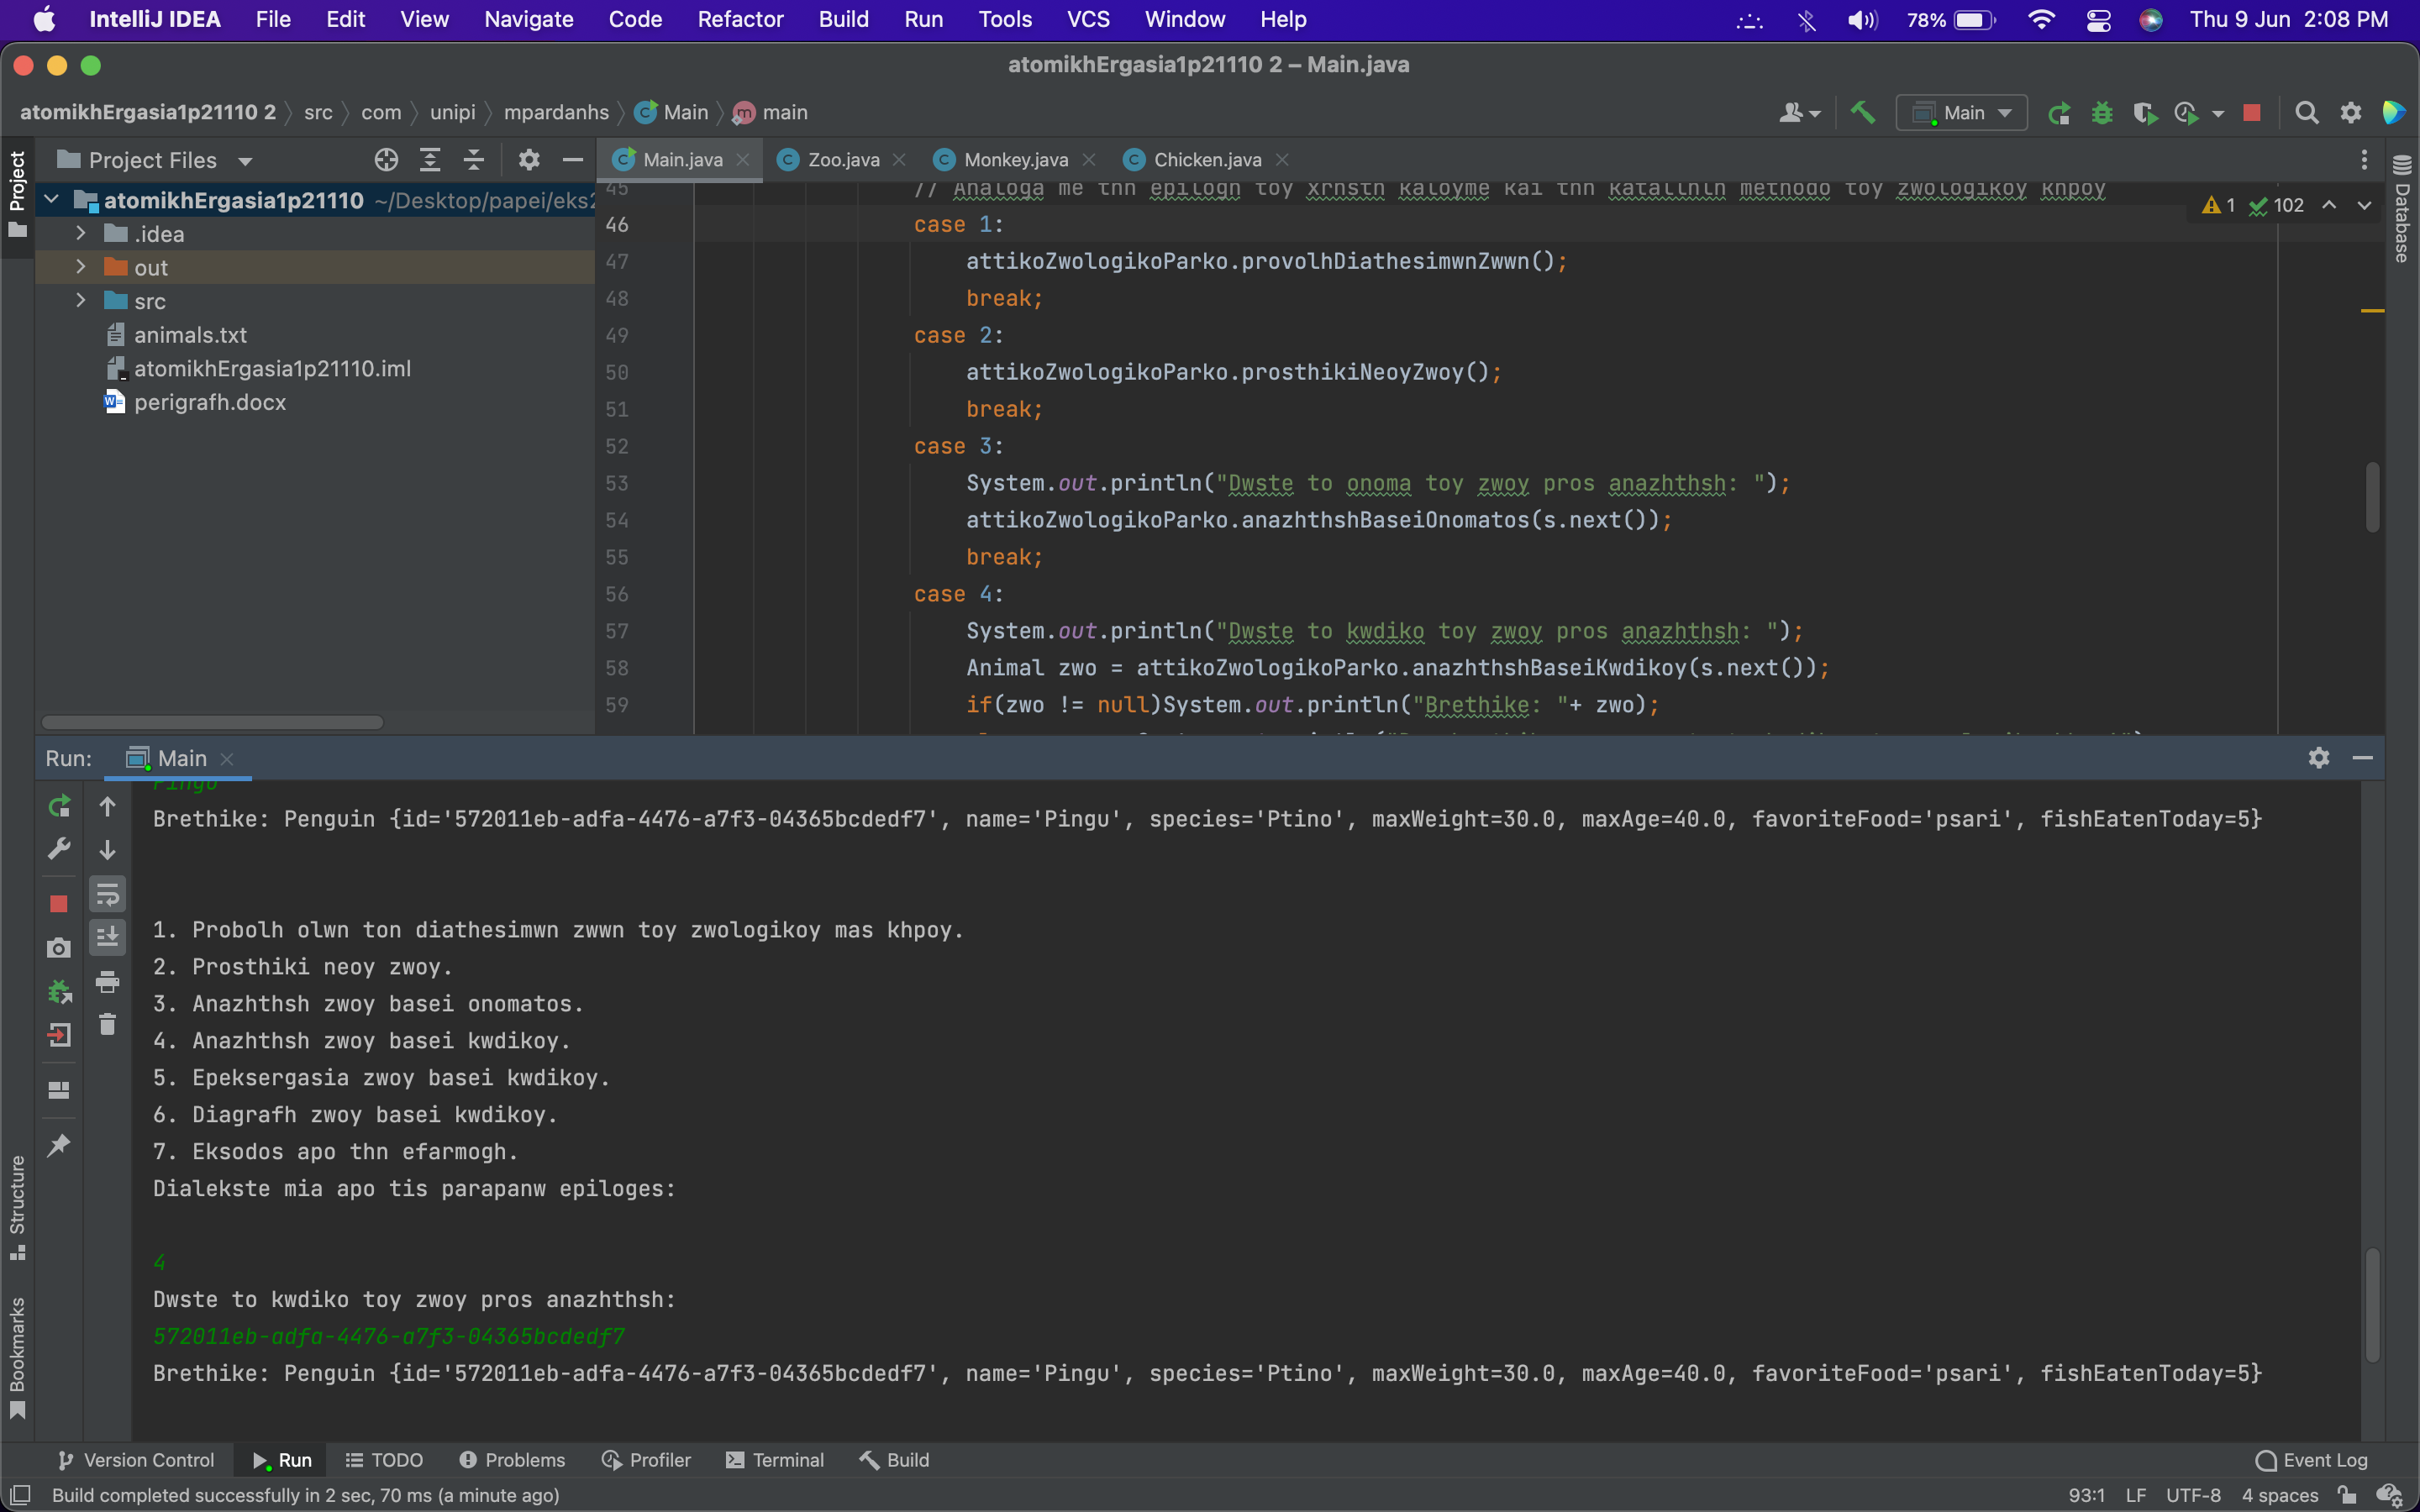 IntelliJ IDEA File Edit View Navigate Code Refactor Build Run Tools VCS Window Help 78% Thu 9 Jun 2:08 PM
atomikhErgasia1p21110 2 – Main.java
atomikhErgasia1p21110 2 src com unipi mpardanhs Main main Main
Project
Project Files
atomikhErgasia1p21110 ~/Desktop/papei/eks2
.idea
out
src
animals.txt
atomikhErgasia1p21110.iml
perigrafh.docx
Main.java Zoo.java Monkey.java Chicken.java
Database
1 102
45 // Analoga me thn epilogh toy xrhsth kaloyme kai thn katallhlh methodo toy zwologikoy khpoy
46 case 1:
47 attikoZwologikoParko.provolhDiathesimwnZwwn();
48 break;
49 case 2:
50 attikoZwologikoParko.prosthikiNeoyZwoy();
51 break;
52 case 3:
53 System.out.println("Dwste to onoma toy zwoy pros anazhthsh: ");
54 attikoZwologikoParko.anazhthshBaseiOnomatos(s.next());
55 break;
56 case 4:
57 System.out.println("Dwste to kwdiko toy zwoy pros anazhthsh: ");
58 Animal zwo = attikoZwologikoParko.anazhthshBaseiKwdikoy(s.next());
59 if(zwo != null)System.out.println("Brethike: "+ zwo);
Run: Main
Pingu
Brethike: Penguin {id='572011eb-adfa-4476-a7f3-04365bcdedf7', name='Pingu', species='Ptino', maxWeight=30.0, maxAge=40.0, favoriteFood='psari', fishEatenToday=5}
1. Probolh olwn ton diathesimwn zwwn toy zwologikoy mas khpoy.
2. Prosthiki neoy zwoy.
3. Anazhthsh zwoy basei onomatos.
4. Anazhthsh zwoy basei kwdikoy.
5. Epeksergasia zwoy basei kwdikoy.
6. Diagrafh zwoy basei kwdikoy.
7. Eksodos apo thn efarmogh.
Dialekste mia apo tis parapanw epiloges:
4
Dwste to kwdiko toy zwoy pros anazhthsh:
572011eb-adfa-4476-a7f3-04365bcdedf7
Brethike: Penguin {id='572011eb-adfa-4476-a7f3-04365bcdedf7', name='Pingu', species='Ptino', maxWeight=30.0, maxAge=40.0, favoriteFood='psari', fishEatenToday=5}
Structure
Bookmarks
Version Control Run TODO Problems Profiler Terminal Build Event Log
Build completed successfully in 2 sec, 70 ms (a minute ago) 93:1 LF UTF-8 4 spaces